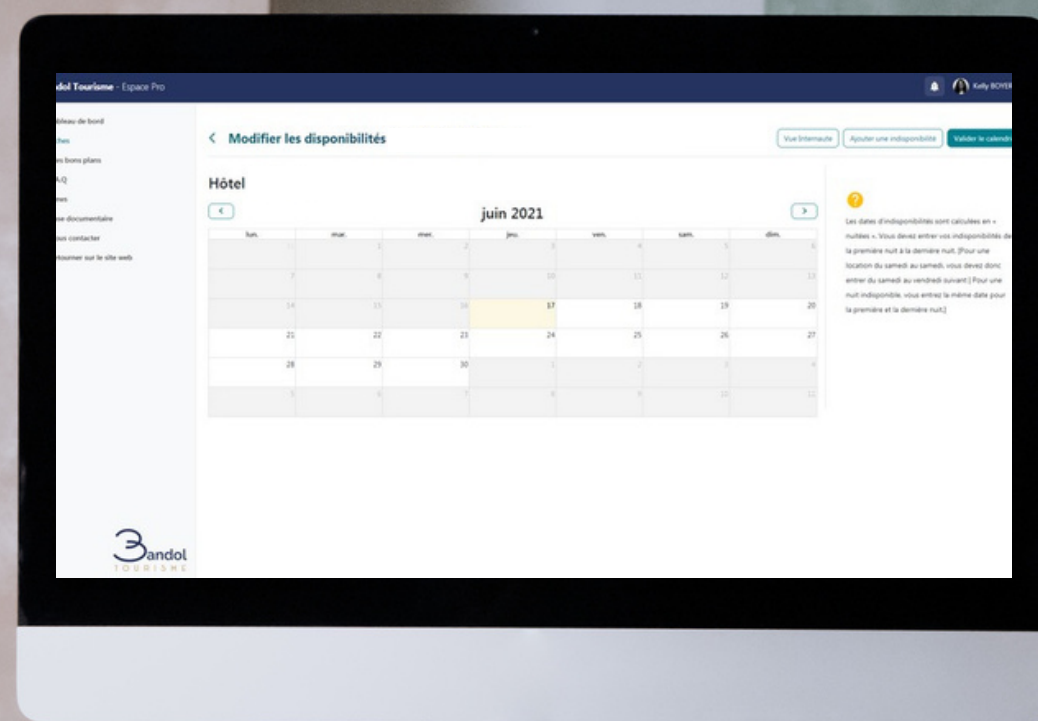 ndol Tourisme - Espace Pro
Kelly BOYER
bleau de bord
ches
es bons plans
A.Q
nes
se documentaire
ous contacter
etourner sur le site web
Modifier les disponibilités
Vue Internaute
Ajouter une indisponibilité
Valider le calendri
Hôtel
juin 2021
lun. mar. mer. jeu. ven. sam. dim.
31 1 2 3 4 5 6
7 8 9 10 11 12 13
14 15 16 17 18 19 20
21 22 23 24 25 26 27
28 29 30 1 2 3 4
5 6 7 8 9 10 11
?
Les dates d'indisponibilités sont calculées en «
nuitées ». Vous devez entrer vos indisponibilités de
la première nuit à la dernière nuit. [Pour une
location du samedi au samedi, vous devez donc
entrer du samedi au vendredi suivant.] Pour une
nuit indisponible, vous entrez la même date pour
la première et la dernière nuit.]
Bandol
TOURISME